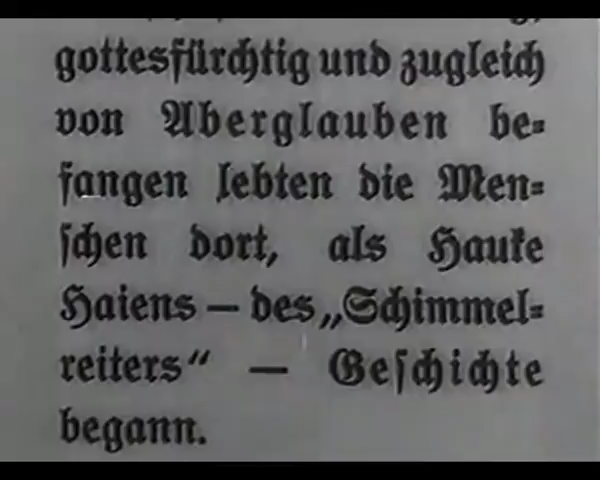 gottesfürchtig und zugleich
von Aberglauben be=
fangen lebten die Men=
schen dort, als Hauke
Haiens — des „Schimmel=
reiters“ — Geschichte
begann.